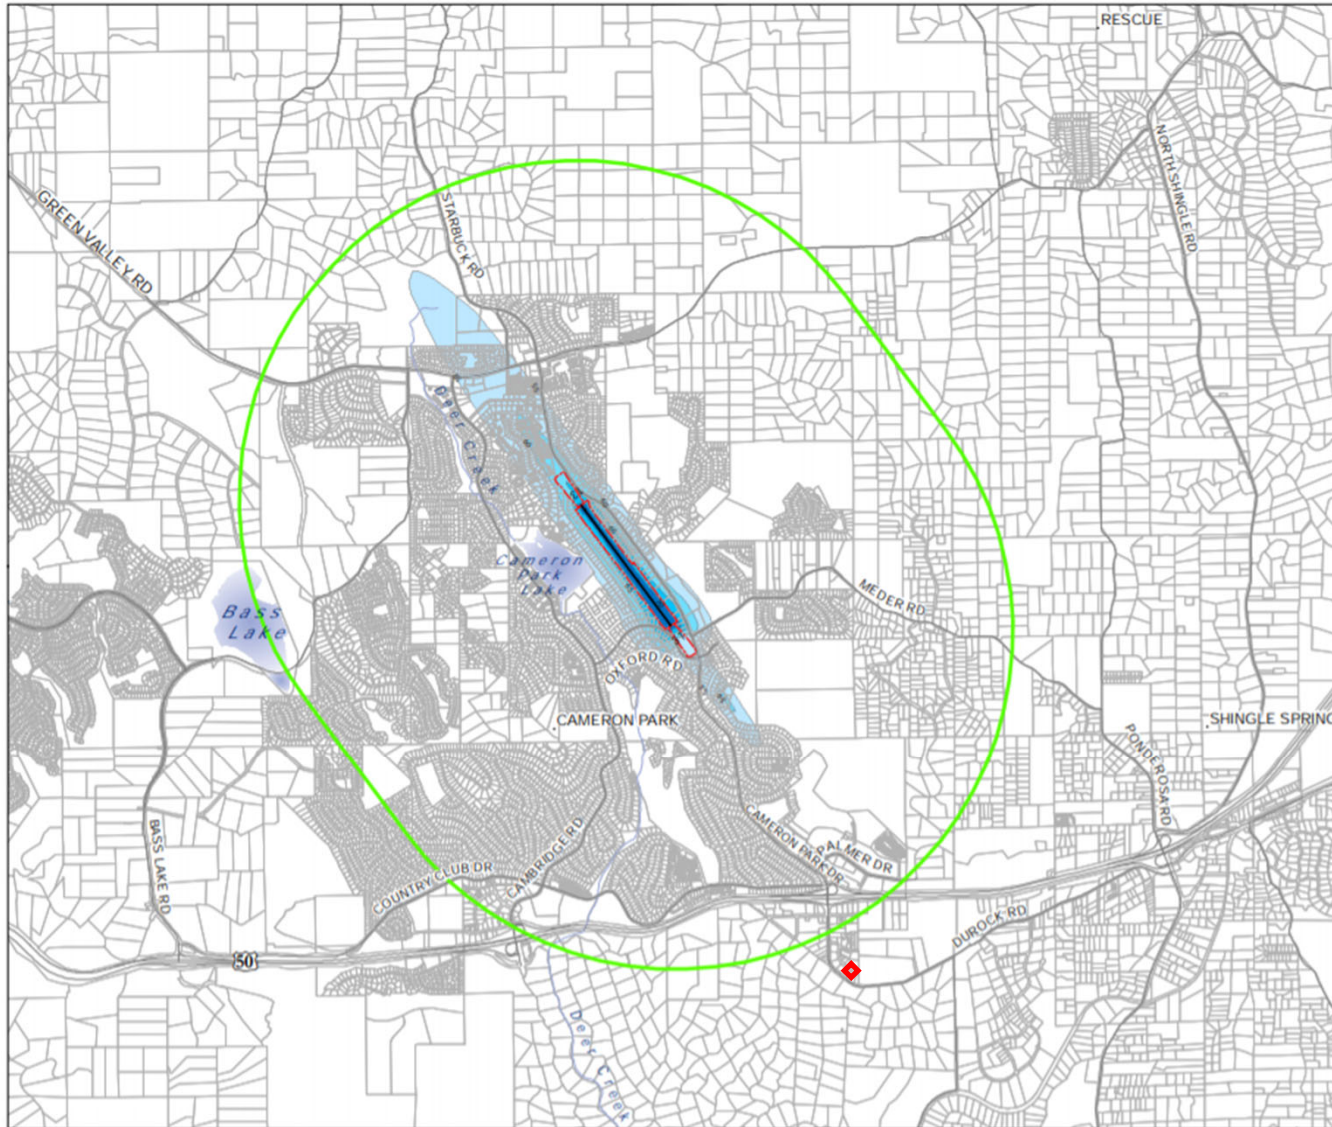 RESCUE
NORTH SHINGLE RD
GREEN VALLEY RD
STARBUCK RD
Deer Creek
Cameron
Park
Lake
Bass
Lake
MEDER RD
OXFORD RD
CAMERON PARK
SHINGLE SPRING
PONDEROSA RD
CAMERON PARK DR
PALMER DR
BASS LAKE RD
COUNTRY CLUB DR
CAMBRIDGE RD
DUROCK RD
50
Deer Creek